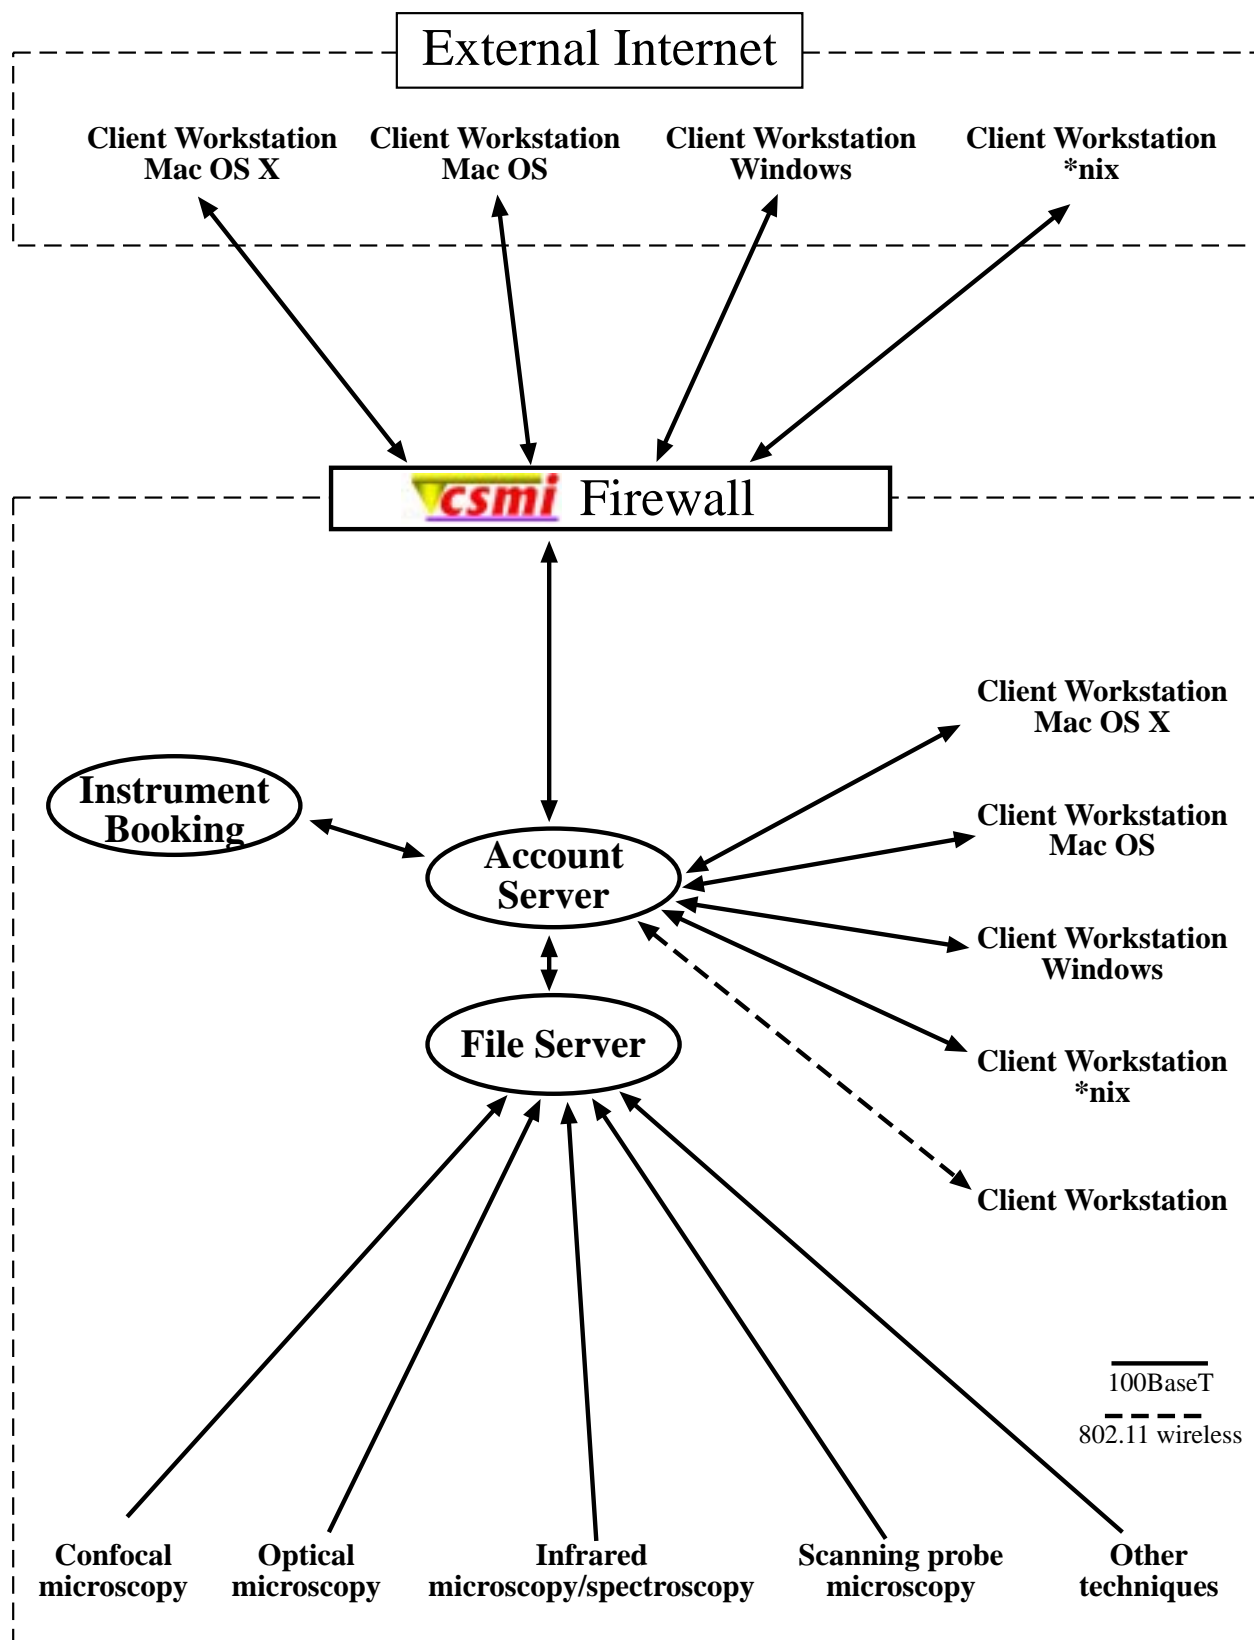 External Internet
Client Workstation
Mac OS X
Client Workstation
Mac OS
Client Workstation
Windows
Client Workstation
*nix
csmi Firewall
Client Workstation
Mac OS X
Instrument
Booking
Client Workstation
Mac OS
Account
Server
Client Workstation
Windows
File Server
Client Workstation
*nix
Client Workstation
100BaseT
802.11 wireless
Confocal
microscopy
Optical
microscopy
Infrared
microscopy/spectroscopy
Scanning probe
microscopy
Other
techniques